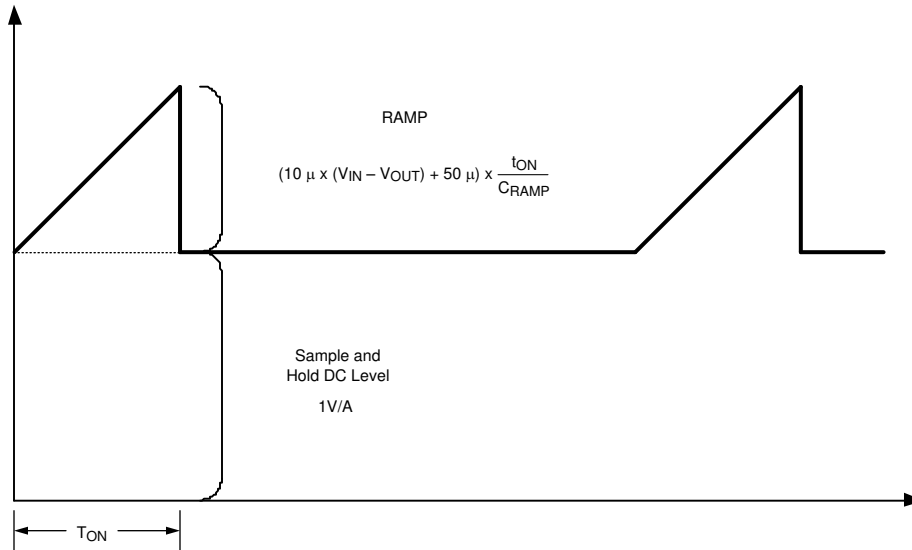 RAMP
(10 μ x (VIN – VOUT) + 50 μ) x tON / CRAMP
Sample and
Hold DC Level
1V/A
TON